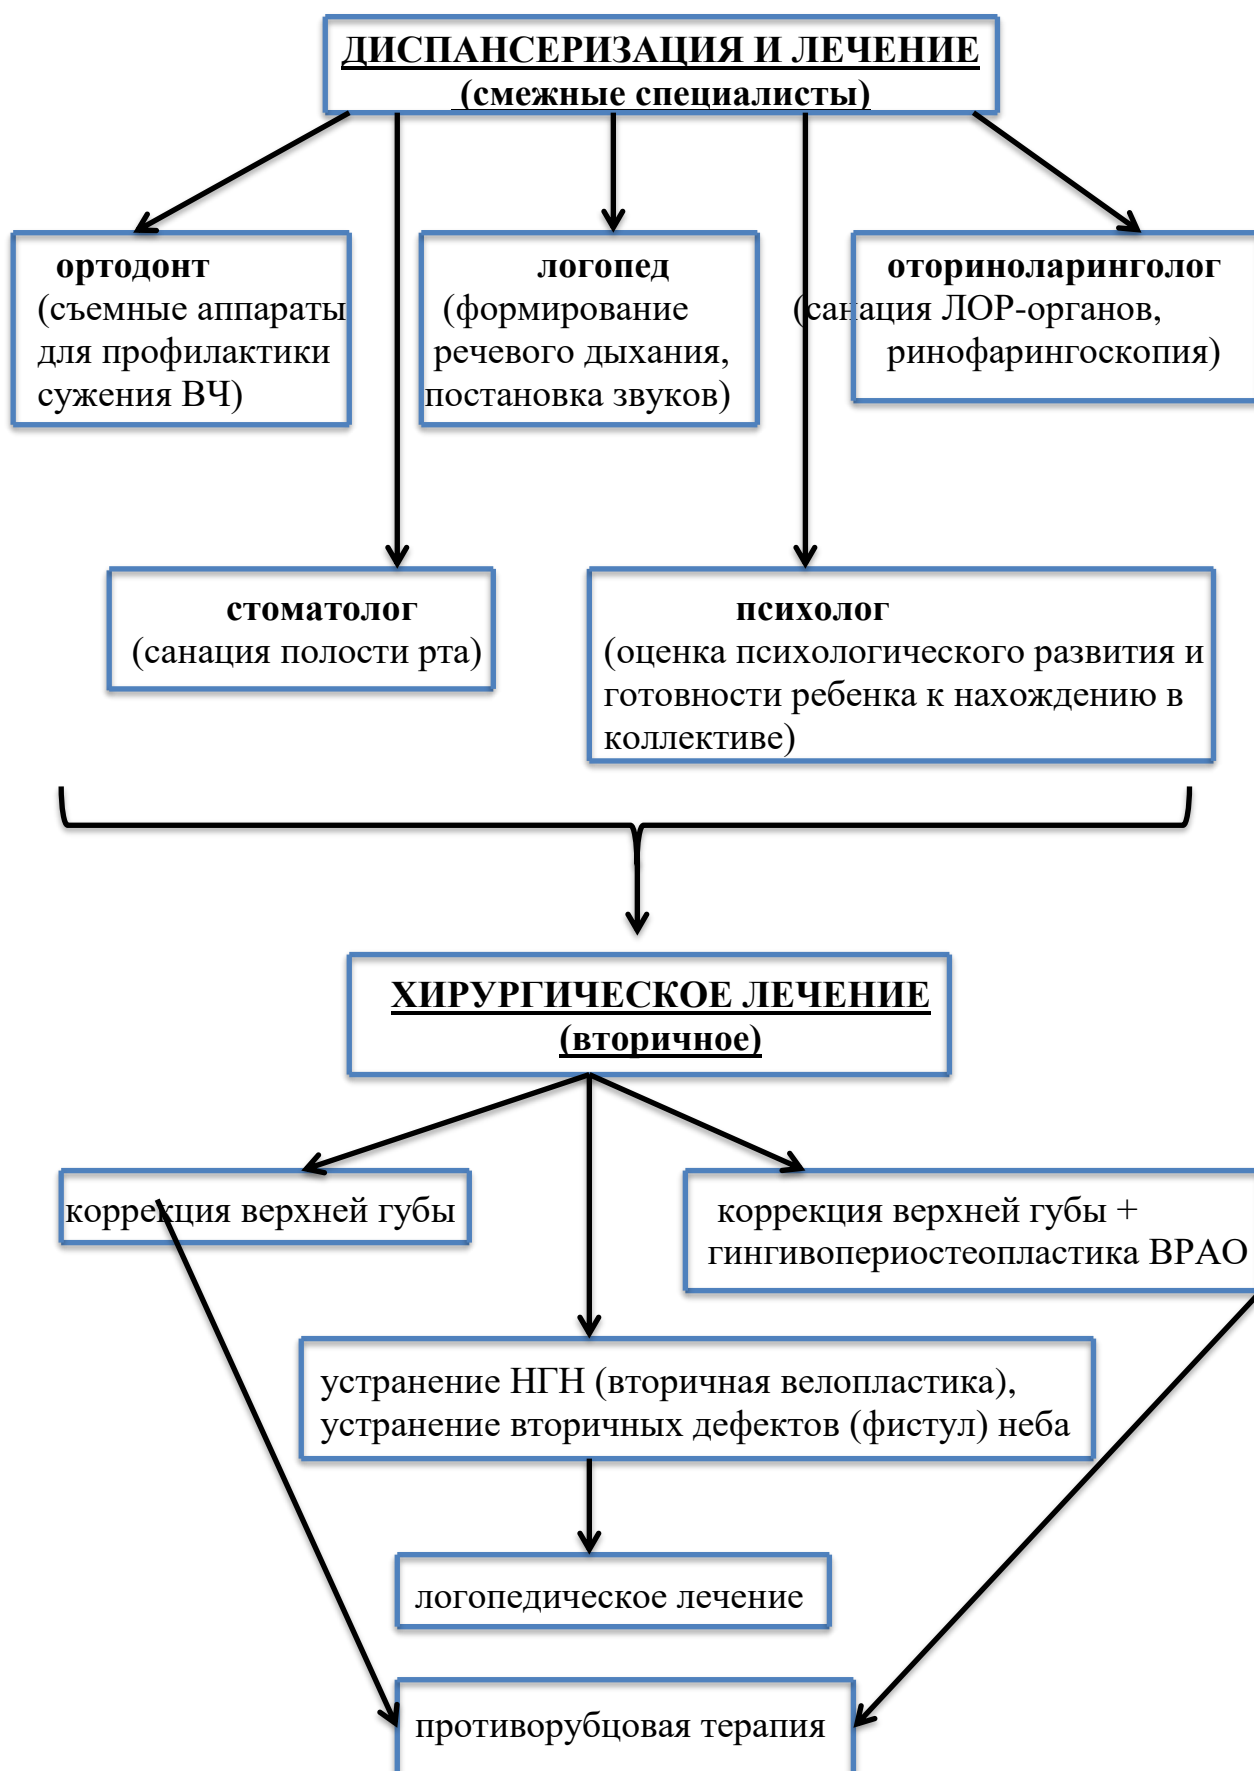 ДИСПАНСЕРИЗАЦИЯ И ЛЕЧЕНИЕ
(смежные специалисты)
ортодонт
(съемные аппараты
для профилактики
сужения ВЧ)
логопед
(формирование
речевого дыхания,
постановка звуков)
оториноларинголог
(санация ЛОР-органов,
ринофарингоскопия)
стоматолог
(санация полости рта)
психолог
(оценка психологического развития и
готовности ребенка к нахождению в
коллективе)
ХИРУРГИЧЕСКОЕ ЛЕЧЕНИЕ
(вторичное)
коррекция верхней губы
коррекция верхней губы +
гингивопериостеопластика ВРАО
устранение НГН (вторичная велопластика),
устранение вторичных дефектов (фистул) неба
логопедическое лечение
противорубцовая терапия